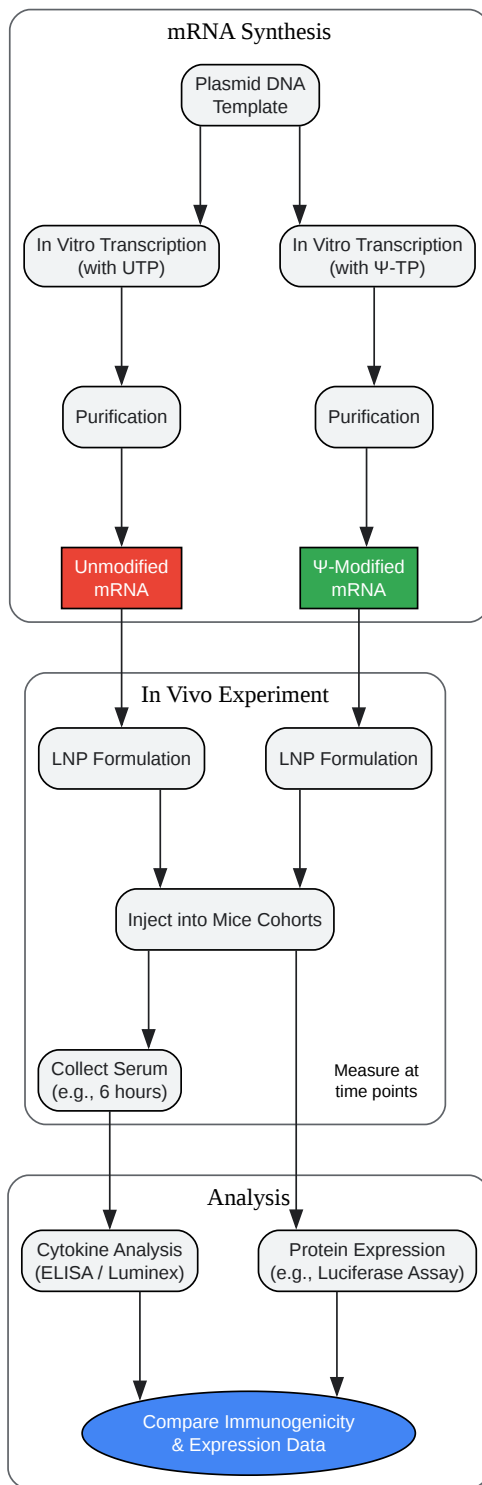 mRNA Synthesis
Plasmid DNA
Template
In Vitro Transcription
(with UTP)
In Vitro Transcription
(with Ψ-TP)
Purification
Purification
Unmodified
mRNA
Ψ-Modified
mRNA
In Vivo Experiment
LNP Formulation
LNP Formulation
Inject into Mice Cohorts
Collect Serum
(e.g., 6 hours)
Measure at
time points
Analysis
Cytokine Analysis
(ELISA / Luminex)
Protein Expression
(e.g., Luciferase Assay)
Compare Immunogenicity
& Expression Data